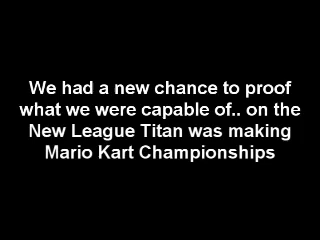 We had a new chance to proof
what we were capable of.. on the
New League Titan was making
Mario Kart Championships